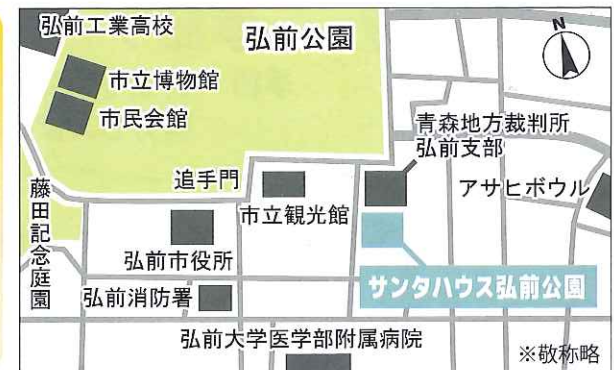 弘前工業高校
弘前公園
N
市立博物館
市民会館
青森地方裁判所
弘前支部
追手門
アサヒボウル
藤田記念庭園
市立観光館
弘前市役所
サンタハウス弘前公園
弘前消防署
弘前大学医学部附属病院
※敬称略